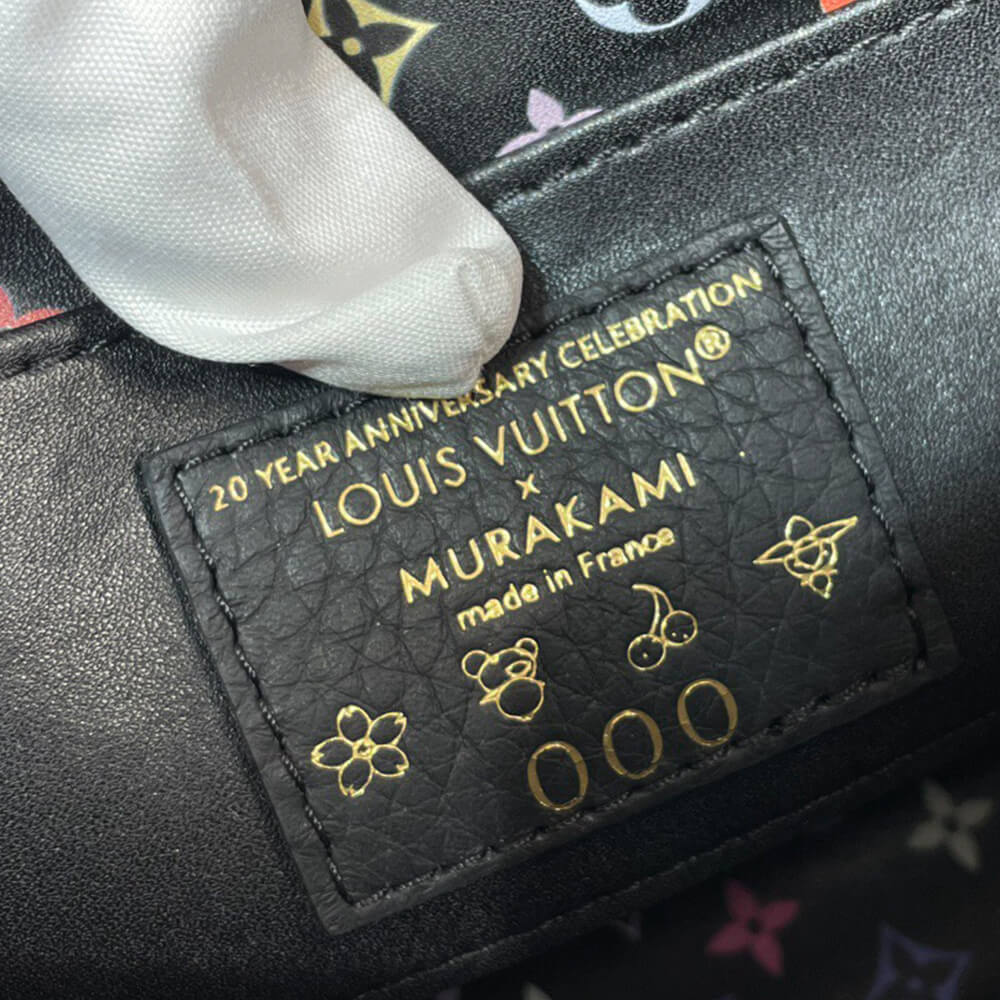 20 YEAR ANNIVERSARY CELEBRATION
LOUIS VUITTON®
x
MURAKAMI
made in France
000